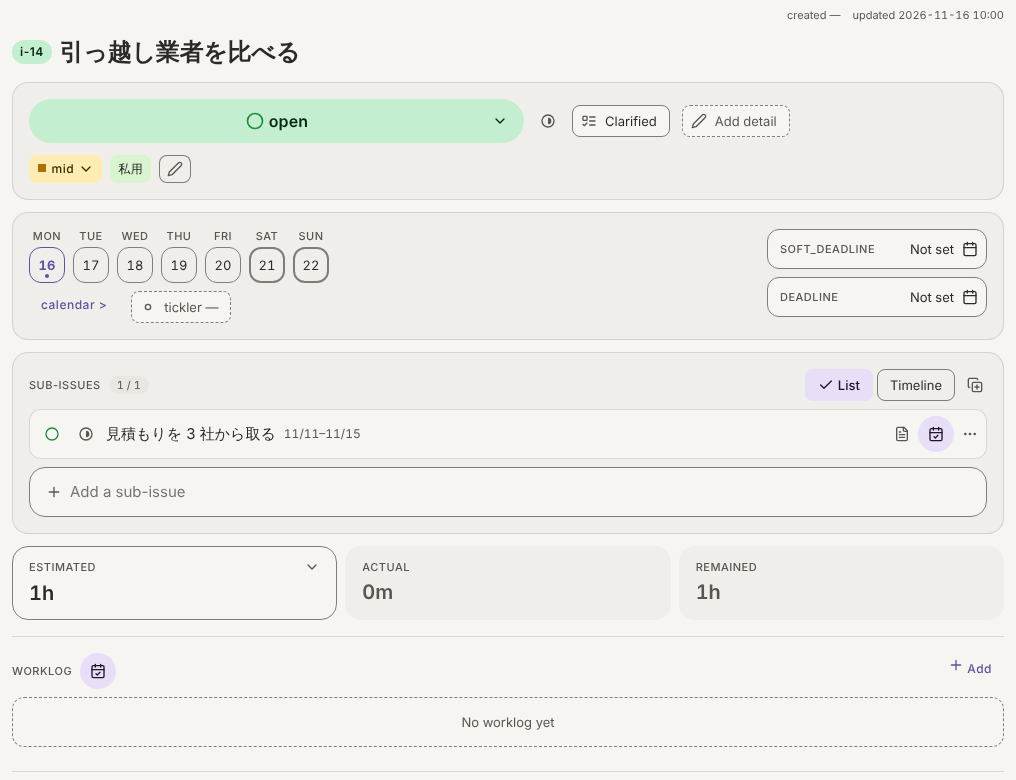 created — updated 2026-11-16 10:00
i-14 引っ越し業者を比べる
open
Clarified
Add detail
mid
私用
MON TUE WED THU FRI SAT SUN
16 17 18 19 20 21 22
calendar >
tickler —
SOFT_DEADLINE Not set
DEADLINE Not set
SUB-ISSUES 1 / 1
List
Timeline
見積もりを 3 社から取る 11/11–11/15
Add a sub-issue
ESTIMATED
1h
ACTUAL
0m
REMAINED
1h
WORKLOG
Add
No worklog yet